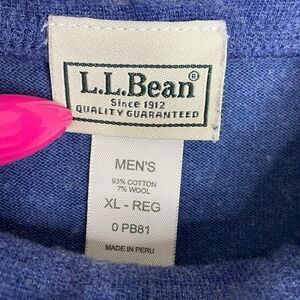 L.L.Bean®
Since 1912
QUALITY GUARANTEED
MEN'S
93% COTTON
7% WOOL
XL - REG
0 PB81
MADE IN PERU